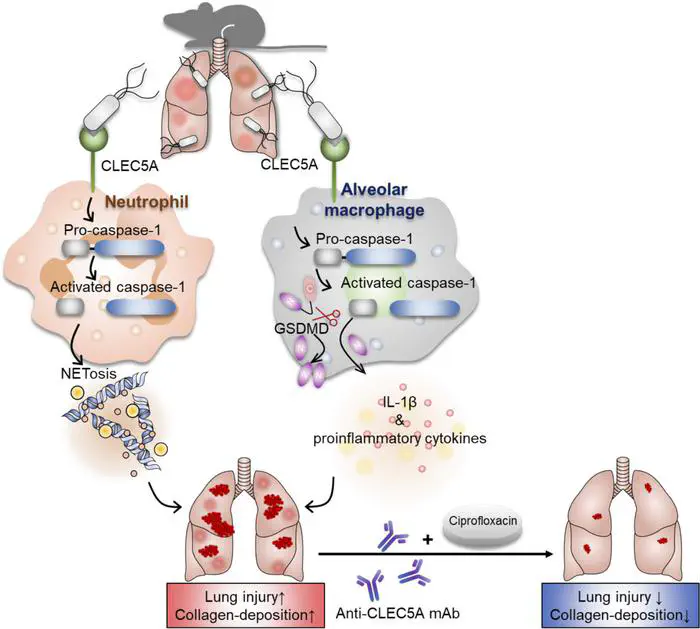 CLEC5A
CLEC5A
Neutrophil
Pro-caspase-1
Activated caspase-1
NETosis
Alveolar
macrophage
Pro-caspase-1
Activated caspase-1
C
GSDMD
N
N
N
N
IL-1β
&
proinflammatory cytokines
+
Ciprofloxacin
Anti-CLEC5A mAb
Lung injury↑
Collagen-deposition↑
Lung injury ↓
Collagen-deposition↓